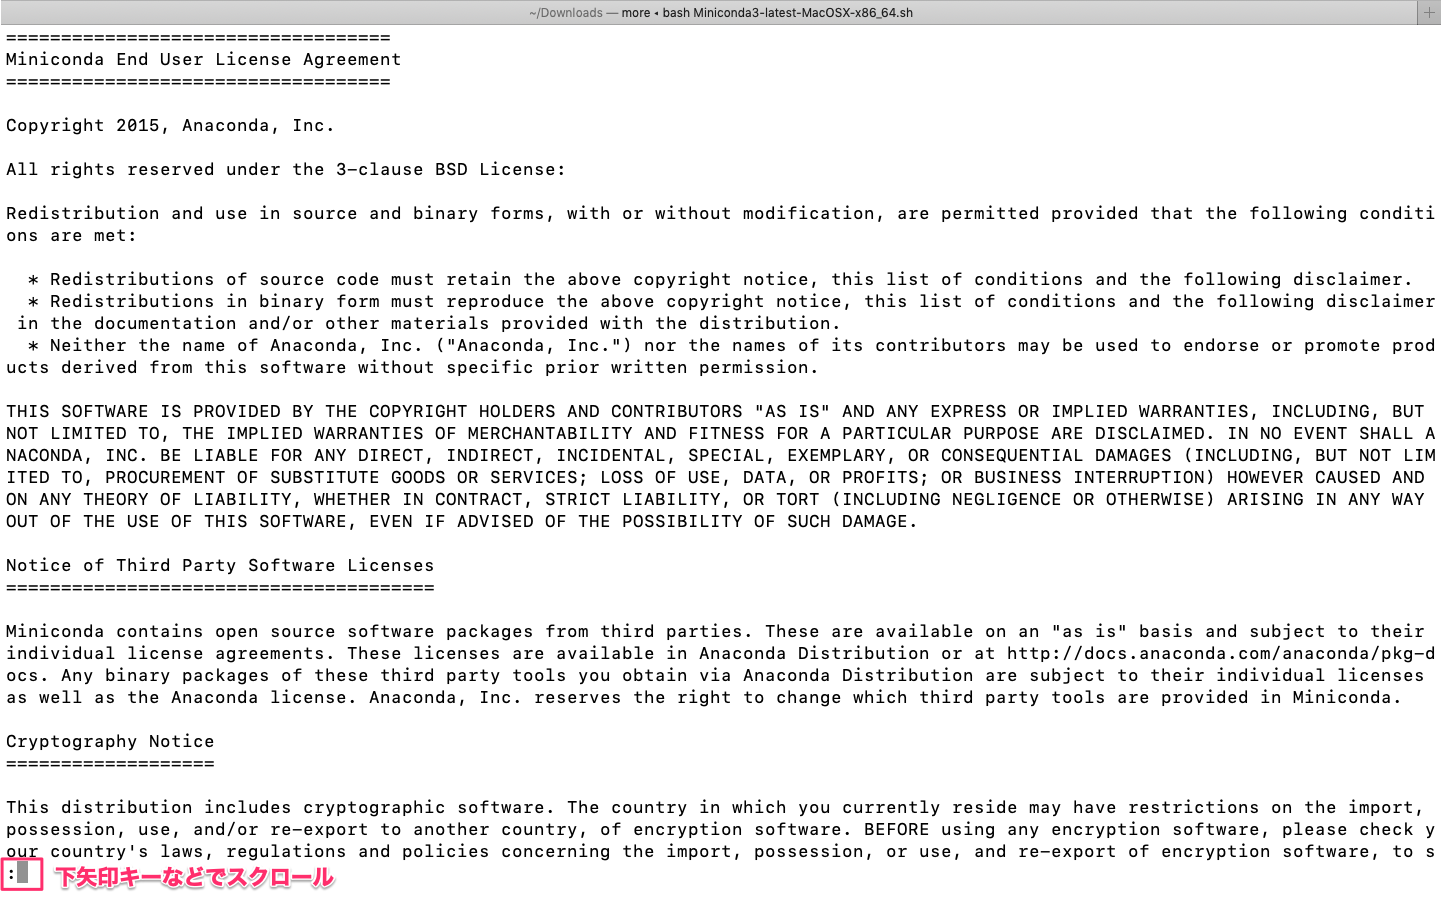 ~/Downloads — more ◂ bash Miniconda3-latest-MacOSX-x86_64.sh
+
===================================
Miniconda End User License Agreement
===================================
Copyright 2015, Anaconda, Inc.
All rights reserved under the 3-clause BSD License:
Redistribution and use in source and binary forms, with or without modification, are permitted provided that the following conditi
ons are met:
* Redistributions of source code must retain the above copyright notice, this list of conditions and the following disclaimer.
* Redistributions in binary form must reproduce the above copyright notice, this list of conditions and the following disclaimer
in the documentation and/or other materials provided with the distribution.
* Neither the name of Anaconda, Inc. ("Anaconda, Inc.") nor the names of its contributors may be used to endorse or promote prod
ucts derived from this software without specific prior written permission.
THIS SOFTWARE IS PROVIDED BY THE COPYRIGHT HOLDERS AND CONTRIBUTORS "AS IS" AND ANY EXPRESS OR IMPLIED WARRANTIES, INCLUDING, BUT
NOT LIMITED TO, THE IMPLIED WARRANTIES OF MERCHANTABILITY AND FITNESS FOR A PARTICULAR PURPOSE ARE DISCLAIMED. IN NO EVENT SHALL A
NACONDA, INC. BE LIABLE FOR ANY DIRECT, INDIRECT, INCIDENTAL, SPECIAL, EXEMPLARY, OR CONSEQUENTIAL DAMAGES (INCLUDING, BUT NOT LIM
ITED TO, PROCUREMENT OF SUBSTITUTE GOODS OR SERVICES; LOSS OF USE, DATA, OR PROFITS; OR BUSINESS INTERRUPTION) HOWEVER CAUSED AND
ON ANY THEORY OF LIABILITY, WHETHER IN CONTRACT, STRICT LIABILITY, OR TORT (INCLUDING NEGLIGENCE OR OTHERWISE) ARISING IN ANY WAY
OUT OF THE USE OF THIS SOFTWARE, EVEN IF ADVISED OF THE POSSIBILITY OF SUCH DAMAGE.
Notice of Third Party Software Licenses
=======================================
Miniconda contains open source software packages from third parties. These are available on an "as is" basis and subject to their
individual license agreements. These licenses are available in Anaconda Distribution or at http://docs.anaconda.com/anaconda/pkg-d
ocs. Any binary packages of these third party tools you obtain via Anaconda Distribution are subject to their individual licenses
as well as the Anaconda license. Anaconda, Inc. reserves the right to change which third party tools are provided in Miniconda.
Cryptography Notice
===================
This distribution includes cryptographic software. The country in which you currently reside may have restrictions on the import,
possession, use, and/or re-export to another country, of encryption software. BEFORE using any encryption software, please check y
our country's laws, regulations and policies concerning the import, possession, or use, and re-export of encryption software, to s
: 下矢印キーなどでスクロール